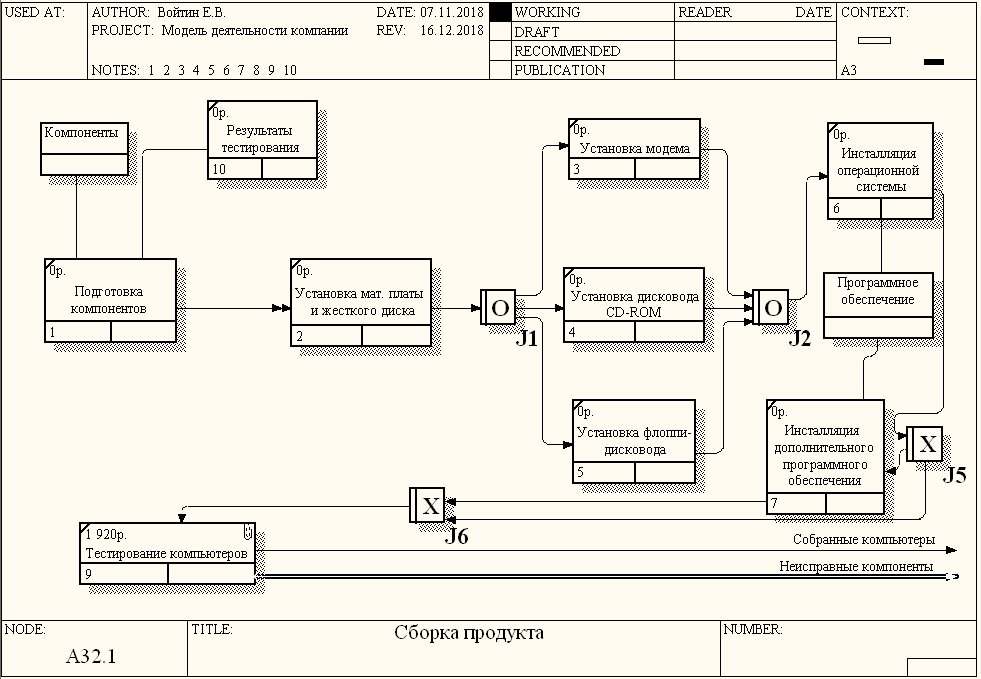 USED AT:
AUTHOR: Войтин Е.В.
DATE: 07.11.2018
PROJECT: Модель деятельности компании
REV: 16.12.2018
NOTES: 1 2 3 4 5 6 7 8 9 10
WORKING
DRAFT
RECOMMENDED
PUBLICATION
READER
DATE
CONTEXT:
A3
Компоненты
0р.
Результаты
тестирования
10
0р.
Установка модема
3
0р.
Инсталляция
операционной
системы
6
0р.
Подготовка
компонентов
1
0р.
Установка мат. платы
и жесткого диска
2
O
J1
0р.
Установка дисковода
CD-ROM
4
O
J2
Программное
обеспечение
0р.
Установка флоппи-
дисковода
5
0р.
Инсталляция
дополнительного
программного
обеспечения
7
X
J5
X
J6
1 920р.
Тестирование компьютеров
9
Собранные компьютеры
Неисправные компоненты
NODE:
A32.1
TITLE:
Сборка продукта
NUMBER: